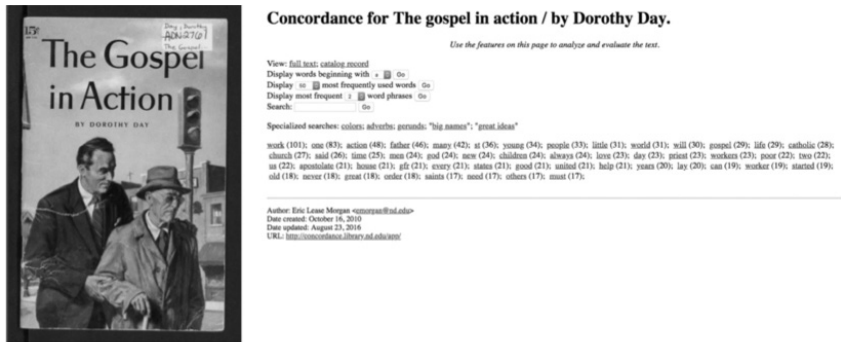 15¢
Day, Dorothy
ADN2761
The Gospel
The Gospel
in Action
BY DOROTHY DAY
Concordance for The gospel in action / by Dorothy Day.
Use the features on this page to analyze and evaluate the text.
View: full text; catalog record
Display words beginning with a Go
Display 50 most frequently used words Go
Display most frequent 2 word phrases Go
Search: Go
Specialized searches: colors; adverbs; gerunds; "big names"; "great ideas"
work (101); one (83); action (48); father (46); many (42); st (36); young (34); people (33); little (31); world (31); will (30); gospel (29); life (29); catholic (28);
church (27); said (26); time (25); men (24); god (24); new (24); children (24); always (24); love (23); day (23); priest (23); workers (23); poor (22); two (22);
us (22); apostolate (21); house (21); gfr (21); every (21); states (21); good (21); united (21); help (21); years (20); lay (20); can (19); worker (19); started (19);
old (18); never (18); great (18); order (18); saints (17); need (17); others (17); must (17);
Author: Eric Lease Morgan <emorgan@nd.edu>
Date created: October 16, 2010
Date updated: August 23, 2016
URL: http://concordance.library.nd.edu/app/